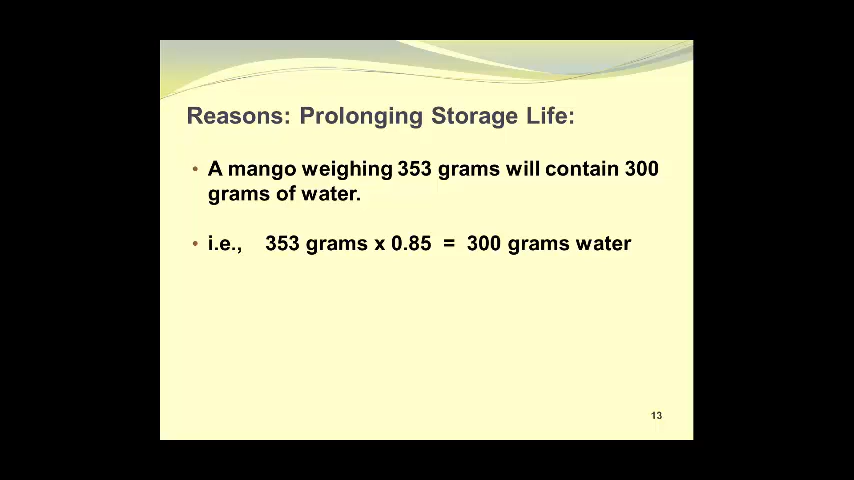 Reasons: Prolonging Storage Life:
• A mango weighing 353 grams will contain 300
grams of water.
• i.e., 353 grams x 0.85 = 300 grams water
13